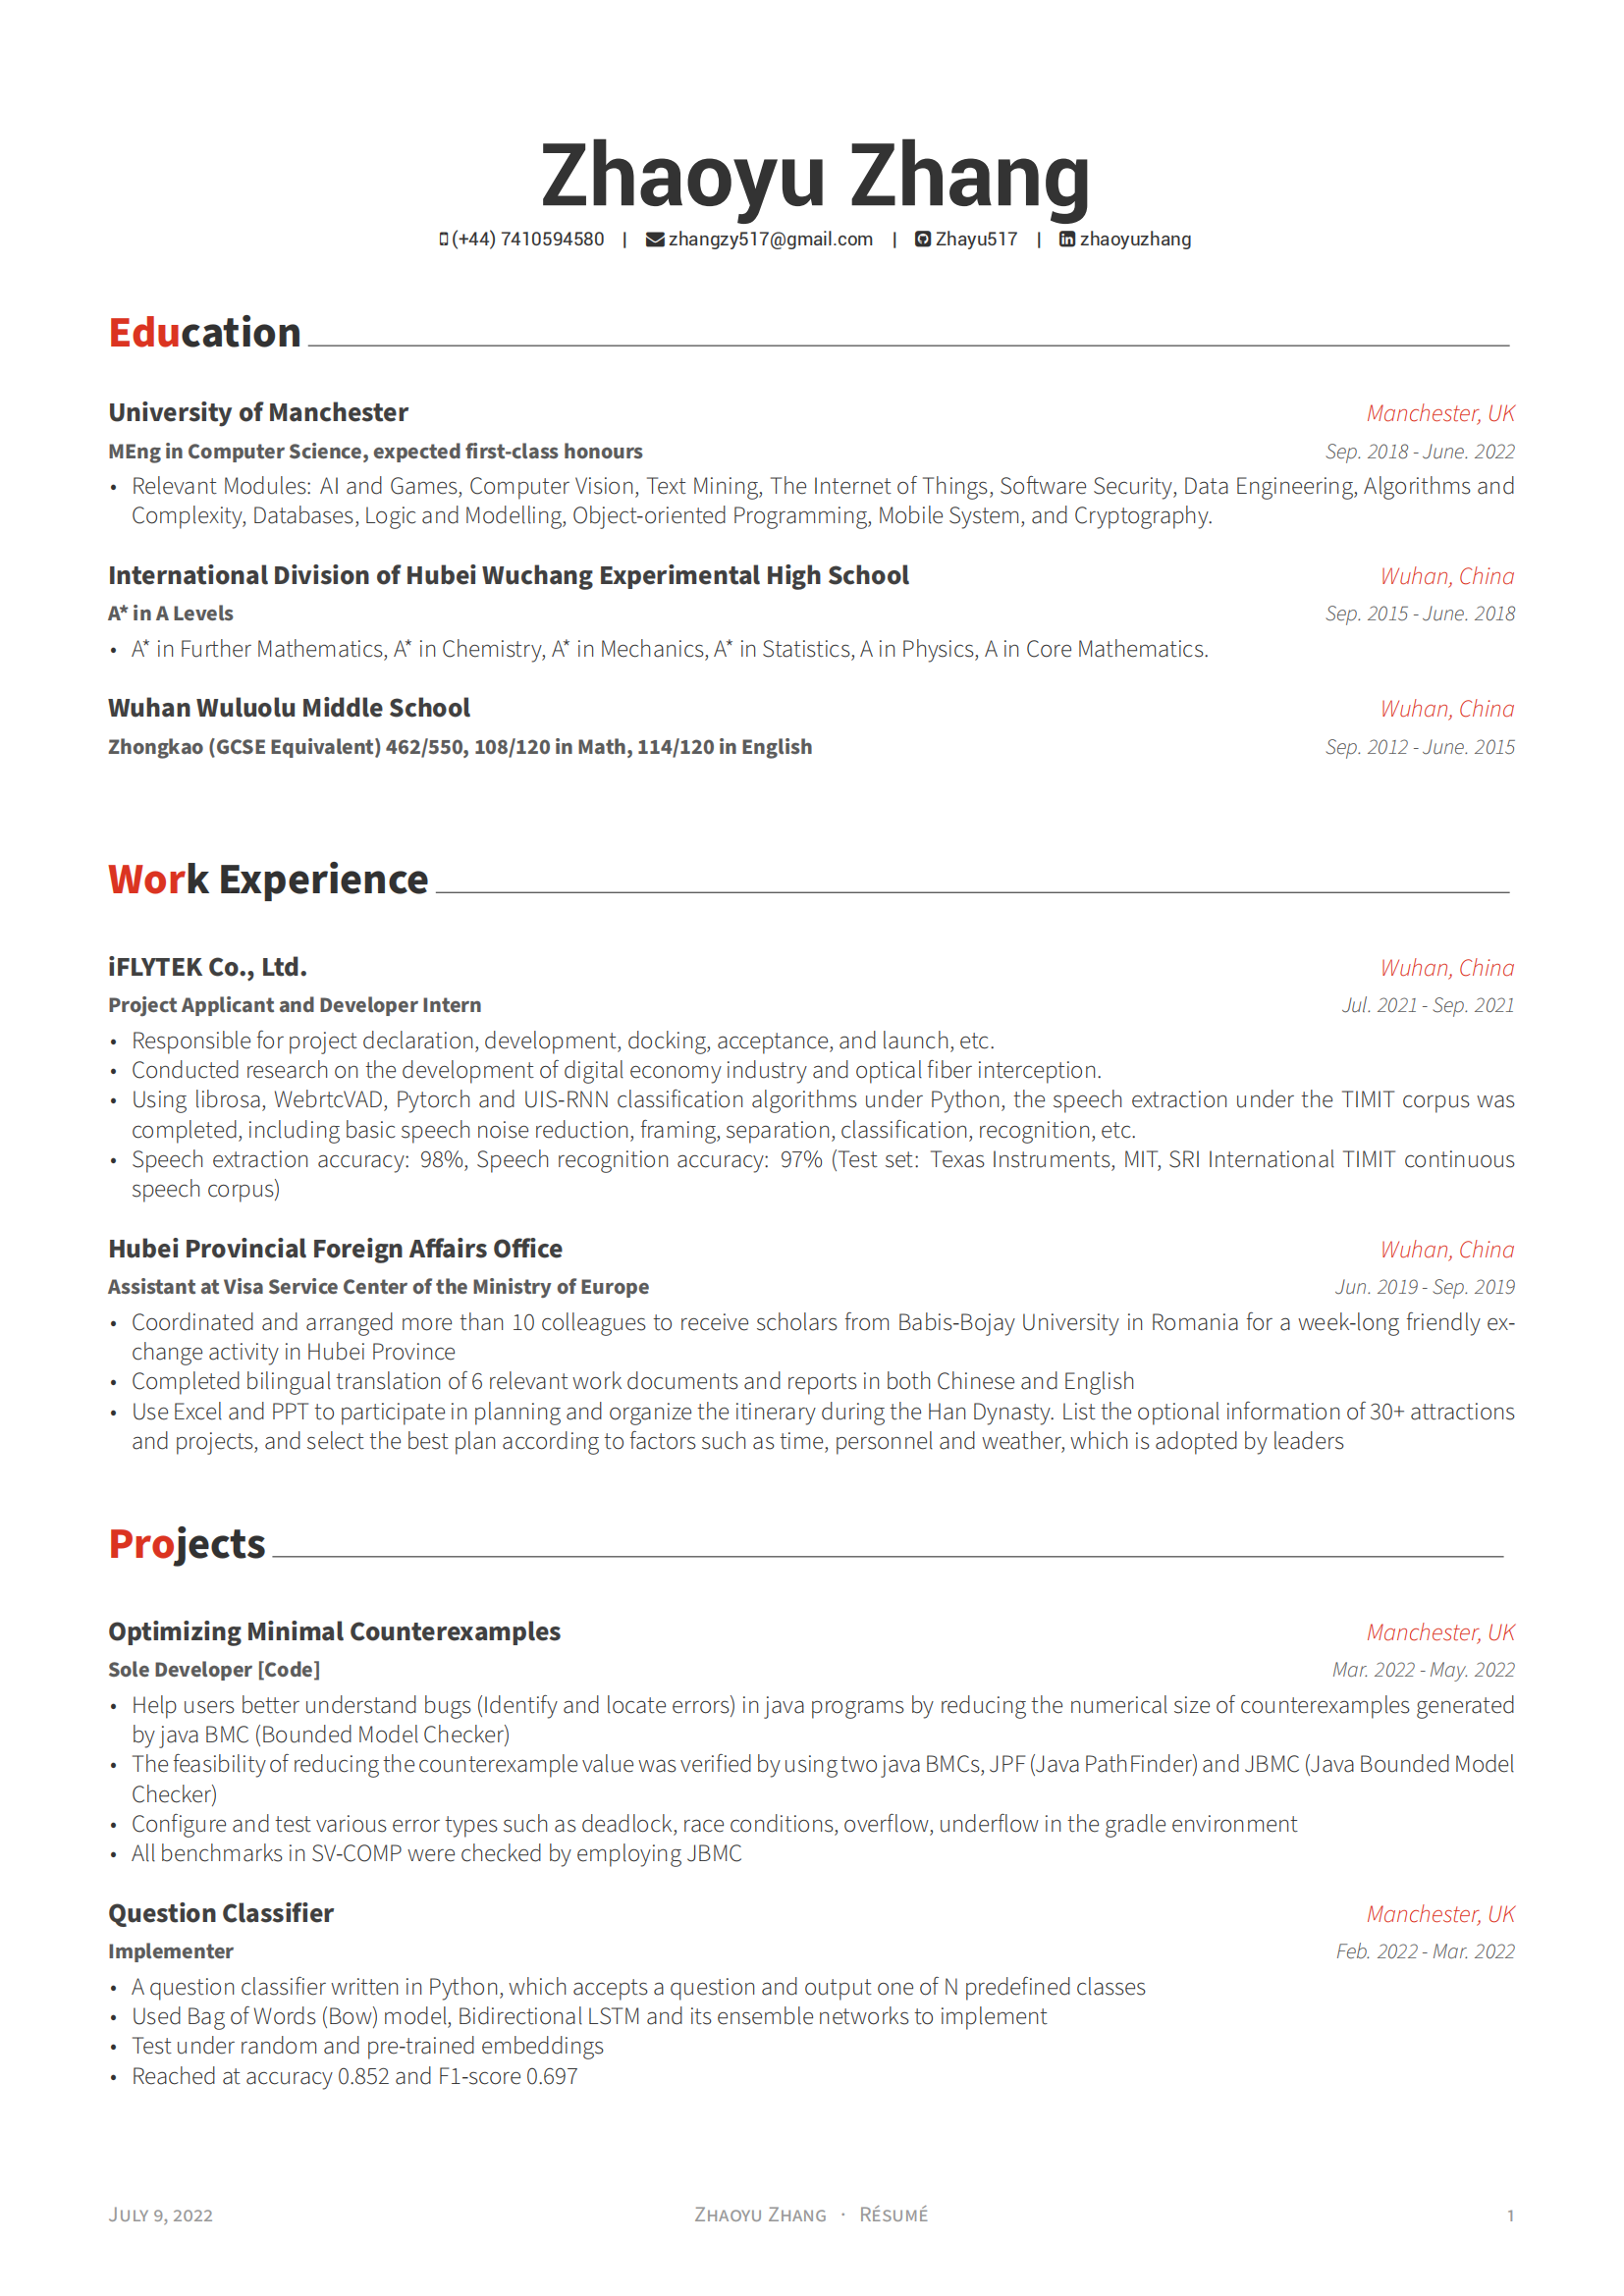 Zhaoyu Zhang
(+44) 7410594580 | zhangzy517@gmail.com | Zhayu517 | zhaoyuzhang
Education
University of Manchester Manchester, UK
MEng in Computer Science, expected first-class honours Sep. 2018 - June. 2022
• Relevant Modules: AI and Games, Computer Vision, Text Mining, The Internet of Things, Software Security, Data Engineering, Algorithms and
Complexity, Databases, Logic and Modelling, Object-oriented Programming, Mobile System, and Cryptography.
International Division of Hubei Wuchang Experimental High School Wuhan, China
A* in A Levels Sep. 2015 - June. 2018
• A* in Further Mathematics, A* in Chemistry, A* in Mechanics, A* in Statistics, A in Physics, A in Core Mathematics.
Wuhan Wuluolu Middle School Wuhan, China
Zhongkao (GCSE Equivalent) 462/550, 108/120 in Math, 114/120 in English Sep. 2012 - June. 2015
Work Experience
iFLYTEK Co., Ltd. Wuhan, China
Project Applicant and Developer Intern Jul. 2021 - Sep. 2021
• Responsible for project declaration, development, docking, acceptance, and launch, etc.
• Conducted research on the development of digital economy industry and optical fiber interception.
• Using librosa, WebrtcVAD, Pytorch and UIS-RNN classification algorithms under Python, the speech extraction under the TIMIT corpus was
completed, including basic speech noise reduction, framing, separation, classification, recognition, etc.
• Speech extraction accuracy: 98%, Speech recognition accuracy: 97% (Test set: Texas Instruments, MIT, SRI International TIMIT continuous
speech corpus)
Hubei Provincial Foreign Affairs Office Wuhan, China
Assistant at Visa Service Center of the Ministry of Europe Jun. 2019 - Sep. 2019
• Coordinated and arranged more than 10 colleagues to receive scholars from Babis-Bojay University in Romania for a week-long friendly ex-
change activity in Hubei Province
• Completed bilingual translation of 6 relevant work documents and reports in both Chinese and English
• Use Excel and PPT to participate in planning and organize the itinerary during the Han Dynasty. List the optional information of 30+ attractions
and projects, and select the best plan according to factors such as time, personnel and weather, which is adopted by leaders
Projects
Optimizing Minimal Counterexamples Manchester, UK
Sole Developer [Code] Mar. 2022 - May. 2022
• Help users better understand bugs (Identify and locate errors) in java programs by reducing the numerical size of counterexamples generated
by java BMC (Bounded Model Checker)
• The feasibility of reducing the counterexample value was verified by using two java BMCs, JPF (Java PathFinder) and JBMC (Java Bounded Model
Checker)
• Configure and test various error types such as deadlock, race conditions, overflow, underflow in the gradle environment
• All benchmarks in SV-COMP were checked by employing JBMC
Question Classifier Manchester, UK
Implementer Feb. 2022 - Mar. 2022
• A question classifier written in Python, which accepts a question and output one of N predefined classes
• Used Bag of Words (Bow) model, Bidirectional LSTM and its ensemble networks to implement
• Test under random and pre-trained embeddings
• Reached at accuracy 0.852 and F1-score 0.697
July 9, 2022 Zhaoyu Zhang · Résumé 1